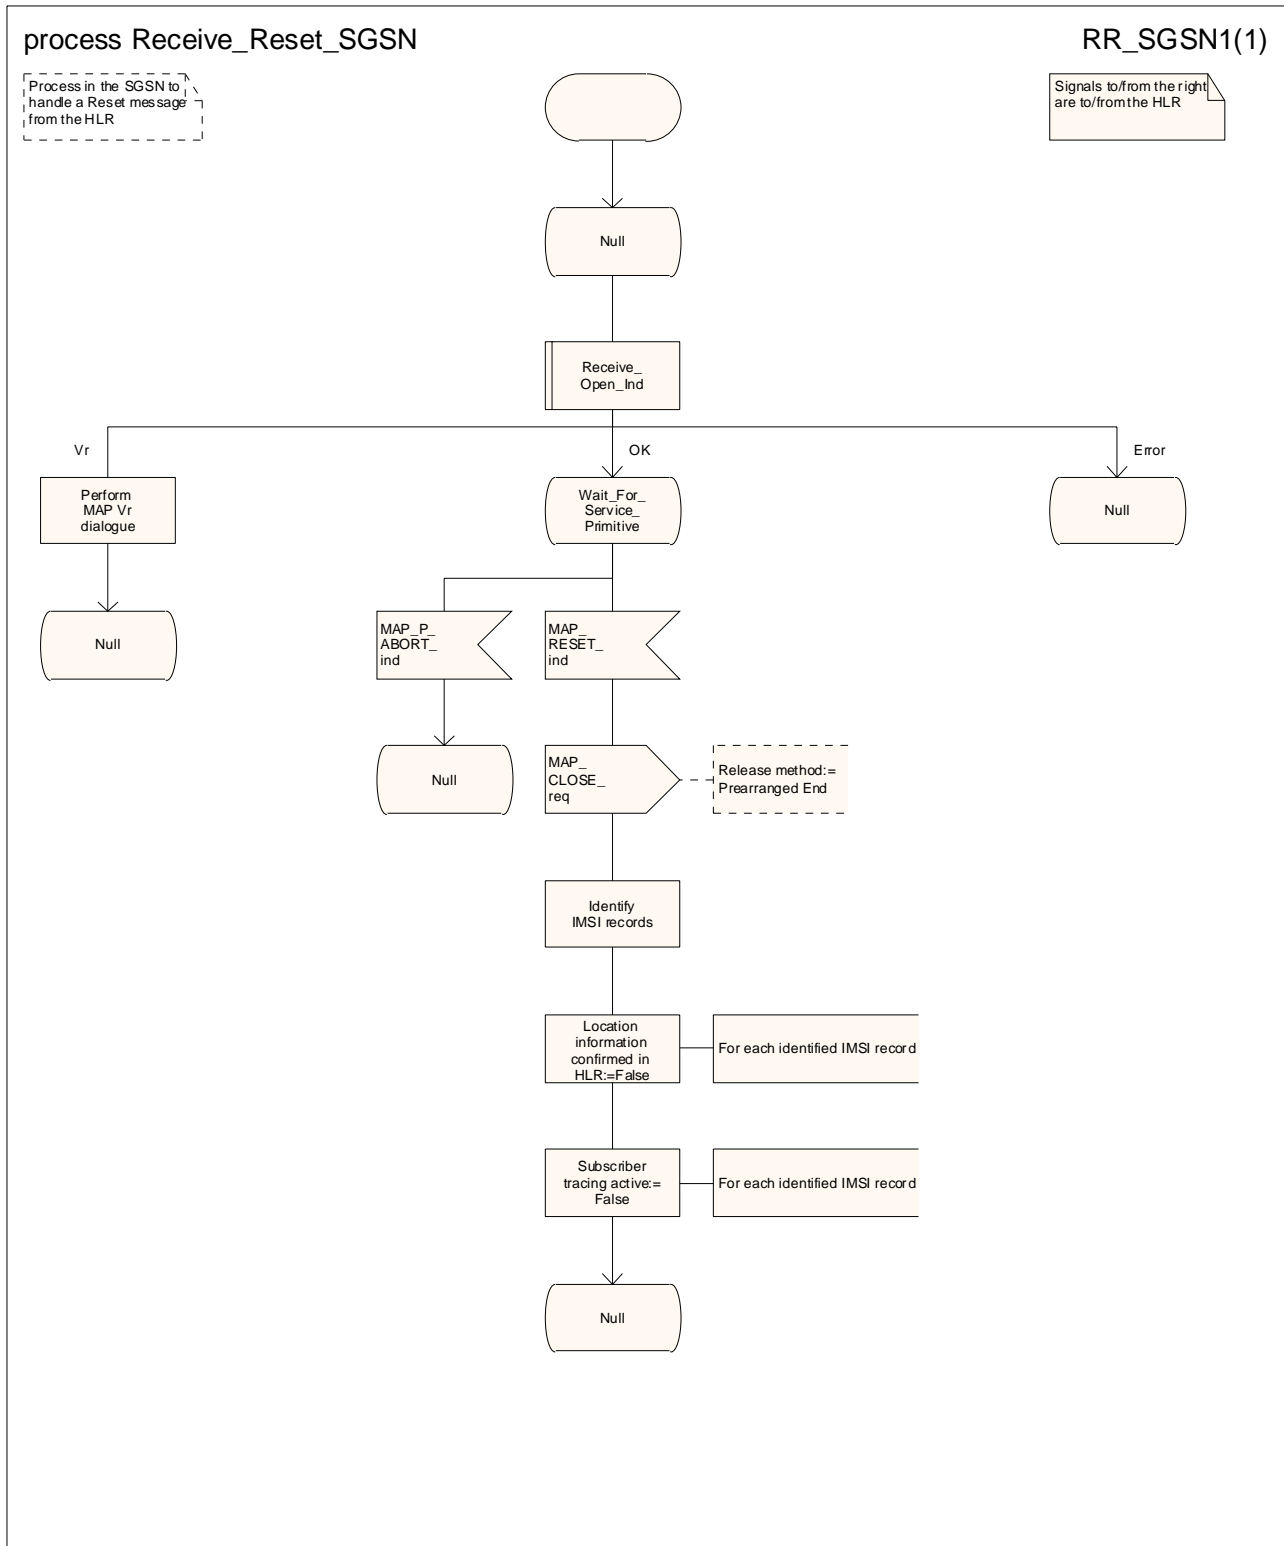 process Receive_Reset_SGSN
RR_SGSN1(1)
Process in the SGSN to
handle a Reset message
from the HLR
Signals to/from the right
are to/from the HLR
Null
Receive_
Open_Ind
Vr
OK
Error
Perform
MAP Vr
dialogue
Wait_For_
Service_
Primitive
Null
Null
MAP_P_
ABORT_
ind
MAP_
RESET_
ind
Null
MAP_
CLOSE_
req
Release method:=
Prearranged End
Identify
IMSI records
Location
information
confirmed in
HLR:=False
For each identified IMSI record
Subscriber
tracing active:=
False
For each identified IMSI record
Null